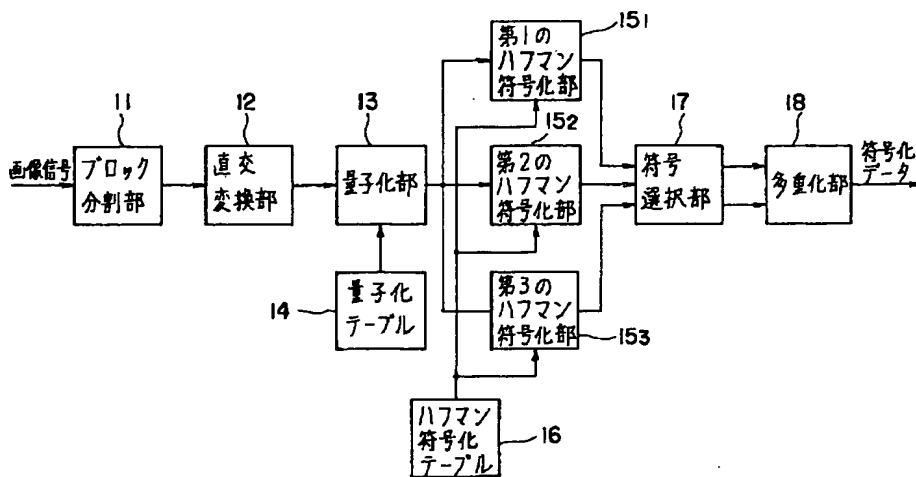 画像信号
11
ブロック
分割部
12
直交
変換部
13
量子化部
14
量子化
テーブル
151
第1の
ハフマン
符号化部
152
第2の
ハフマン
符号化部
第3の
ハフマン
符号化部
153
ハフマン
符号化
テーブル
16
17
符号
選択部
18
多重化部
符号化
データ